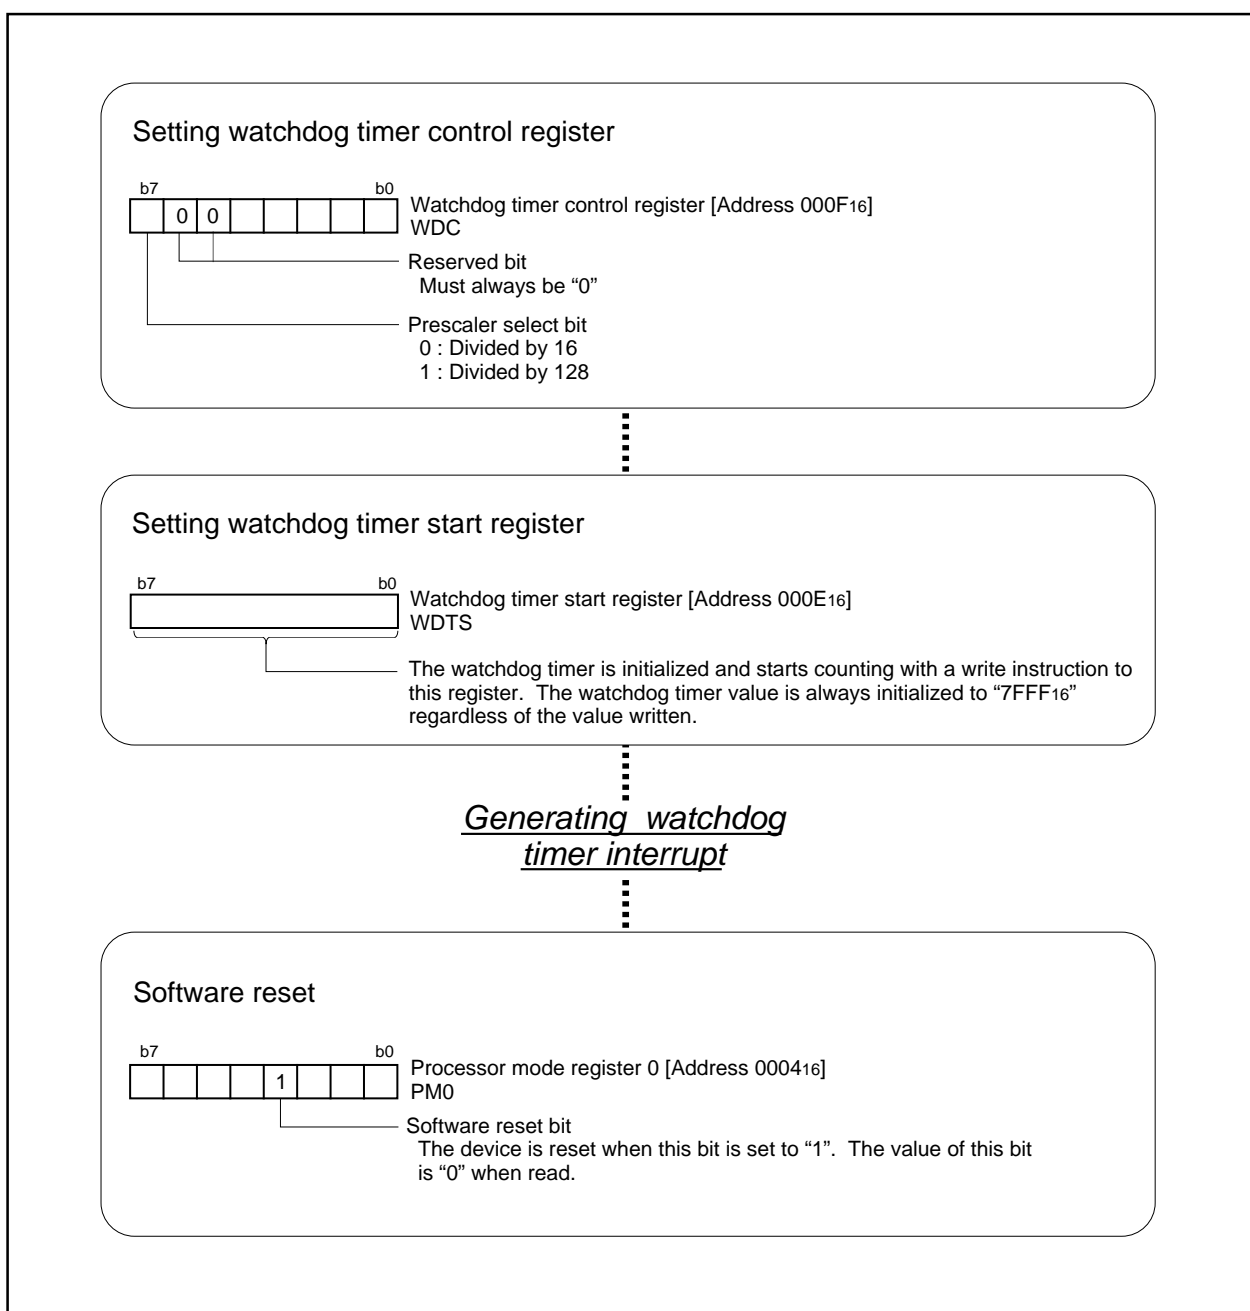 Setting watchdog timer control register
b7 b0
0 0
Watchdog timer control register [Address 000F16]
WDC
Reserved bit
Must always be “0”
Prescaler select bit
0 : Divided by 16
1 : Divided by 128
Setting watchdog timer start register
b7 b0
Watchdog timer start register [Address 000E16]
WDTS
The watchdog timer is initialized and starts counting with a write instruction to
this register.  The watchdog timer value is always initialized to “7FFF16”
regardless of the value written.
Generating watchdog
timer interrupt
Software reset
b7 b0
1
Processor mode register 0 [Address 000416]
PM0
Software reset bit
The device is reset when this bit is set to “1”.  The value of this bit
is “0” when read.